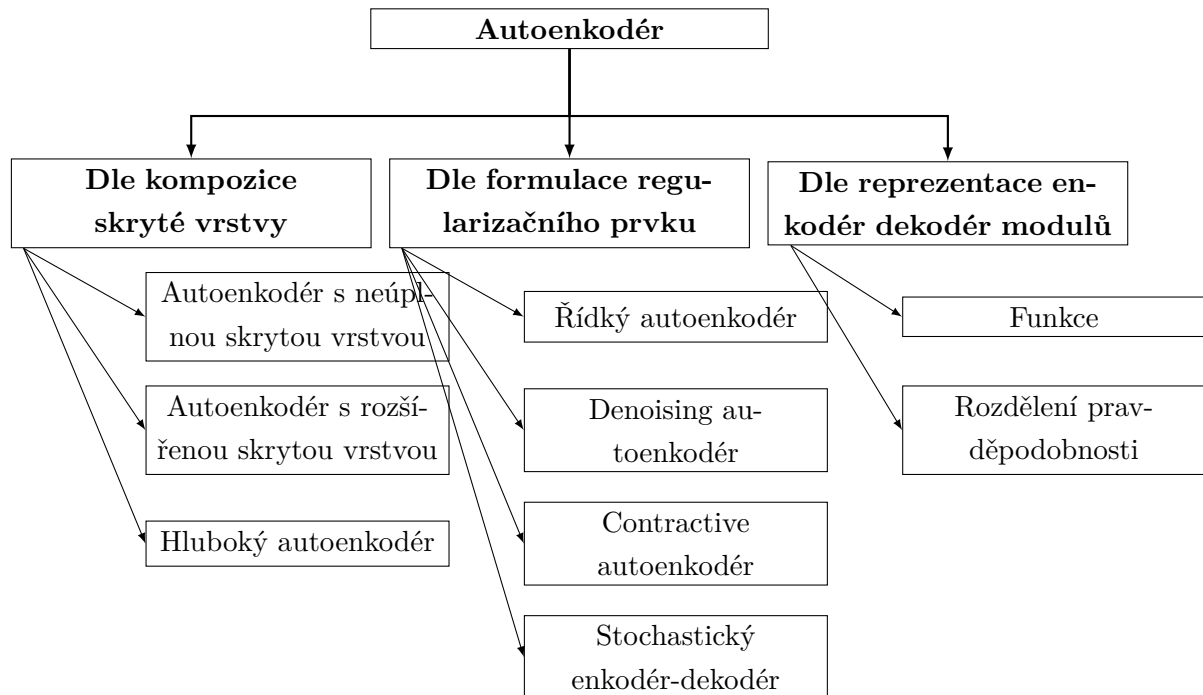 Autoenkodér
Dle kompozice
skryté vrstvy
Autoenkodér s neúpl-
nou skrytou vrstvou
Autoenkodér s rozší-
řenou skrytou vrstvou
Hluboký autoenkodér
Dle formulace regu-
larizačního prvku
Řídký autoenkodér
Denoising au-
toenkodér
Contractive
autoenkodér
Stochastický
enkodér-dekodér
Dle reprezentace en-
kodér dekodér modulů
Funkce
Rozdělení prav-
děpodobnosti